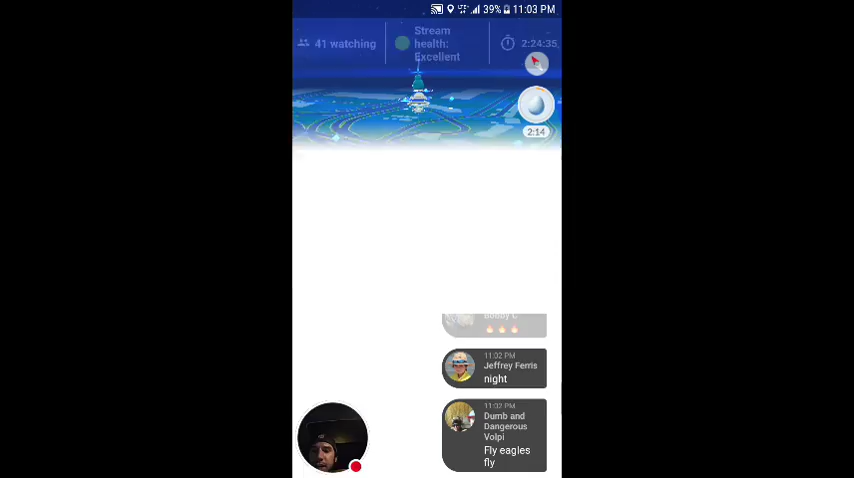 39% 11:03 PM
41 watching
Stream
health:
Excellent
2:24:35
2:14
Bobby C
11:02 PM
Jeffrey Ferris
night
11:02 PM
Dumb and
Dangerous
Volpi
Fly eagles
fly